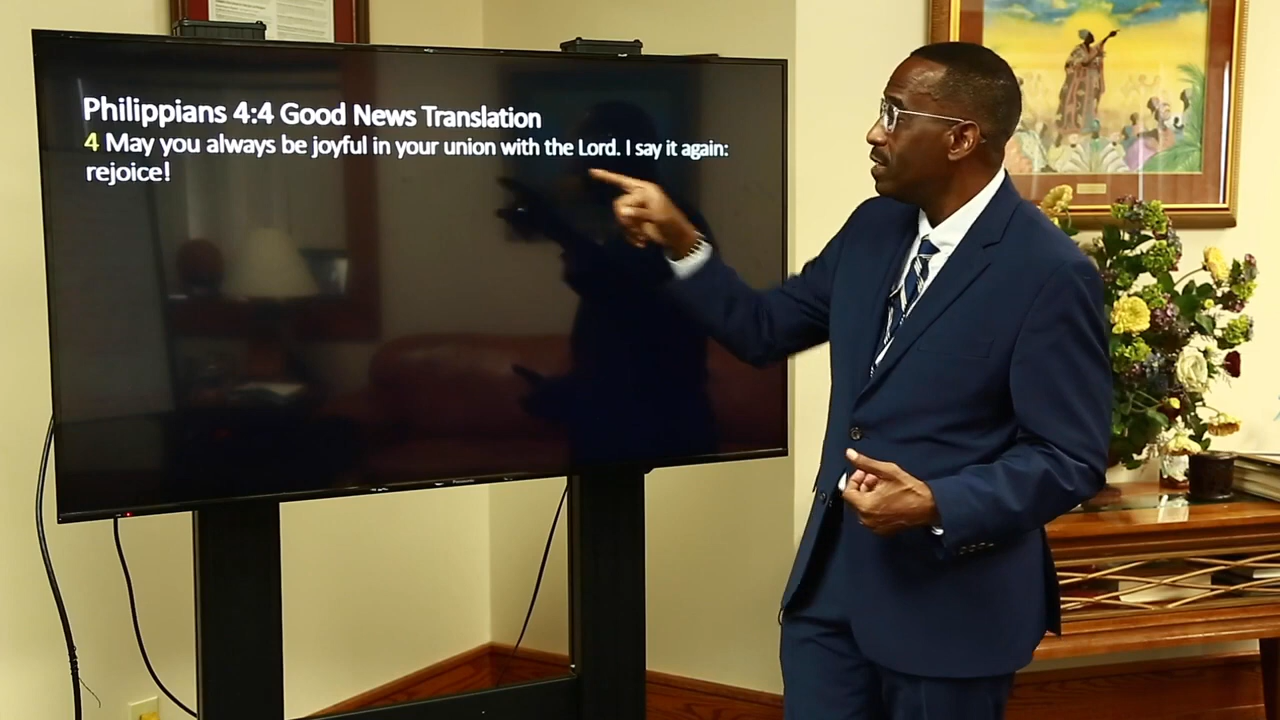 Philippians 4:4 Good News Translation
4 May you always be joyful in your union with the Lord. I say it again:
rejoice!
Panasonic